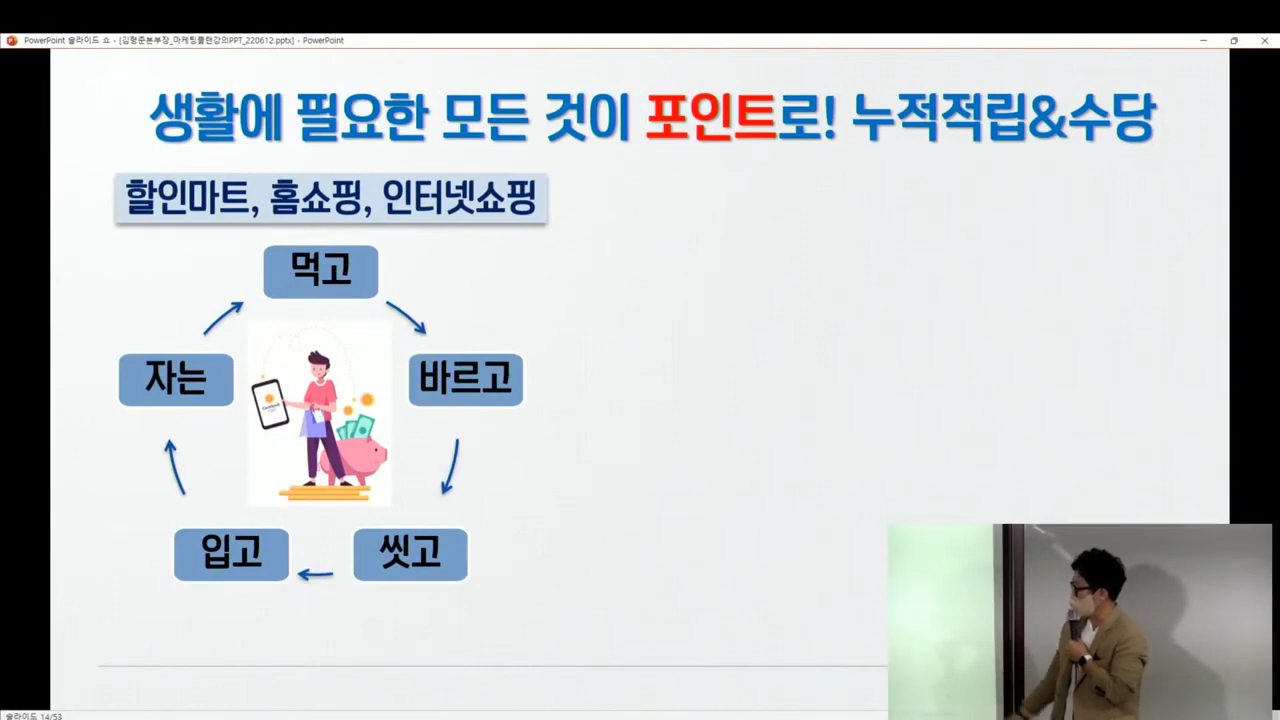 PowerPoint 슬라이드 쇼 - [김형준본부장_마케팅플랜강의PPT_220612.pptx] - PowerPoint
생활에 필요한 모든 것이 포인트로! 누적적립&수당
할인마트, 홈쇼핑, 인터넷쇼핑
먹고
자는
바르고
입고
씻고
슬라이드 14/53